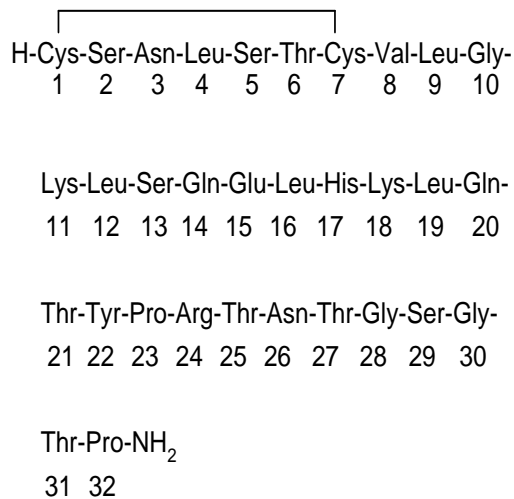 H-Cys-Ser-Asn-Leu-Ser-Thr-Cys-Val-Leu-Gly-
1 2 3 4 5 6 7 8 9 10
Lys-Leu-Ser-Gln-Glu-Leu-His-Lys-Leu-Gln-
11 12 13 14 15 16 17 18 19 20
Thr-Tyr-Pro-Arg-Thr-Asn-Thr-Gly-Ser-Gly-
21 22 23 24 25 26 27 28 29 30
Thr-Pro-NH₂
31 32